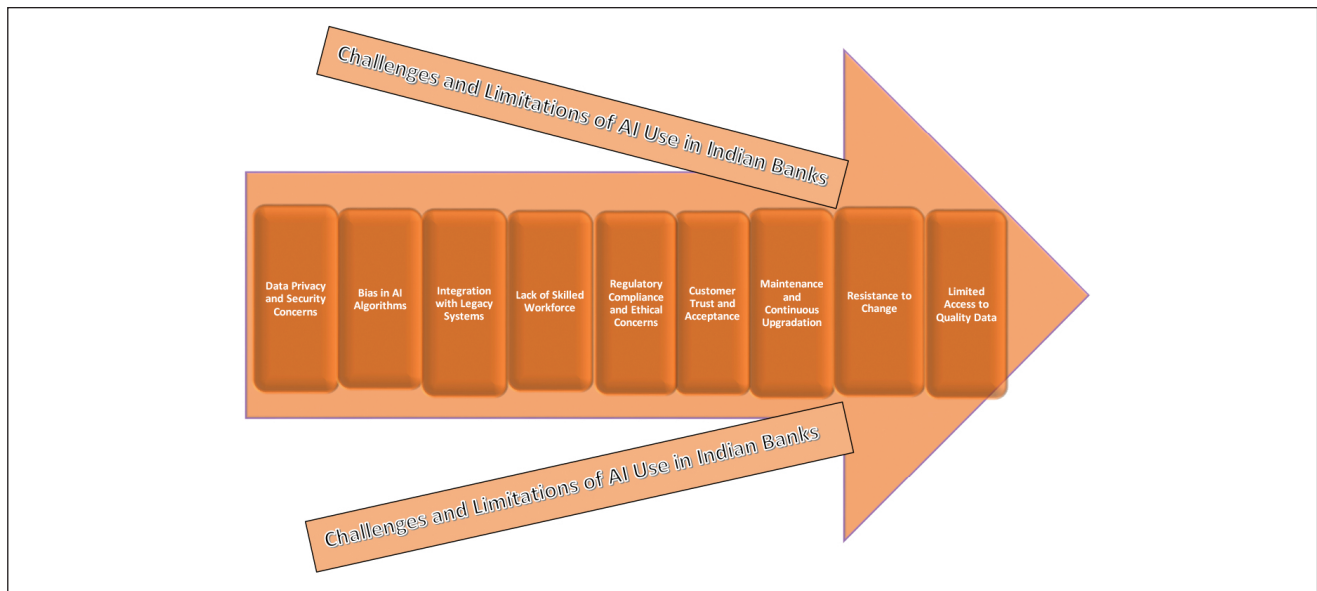 Challenges and Limitations of AI Use in Indian Banks
Data Privacy
and Security
Concerns
Bias in AI
Algorithms
Integration
with Legacy
Systems
Lack of Skilled
Workforce
Regulatory
Compliance
and Ethical
Concerns
Customer
Trust and
Acceptance
Maintenance
and
Continuous
Upgradation
Resistance to
Change
Limited
Access to
Quality Data
Challenges and Limitations of AI Use in Indian Banks